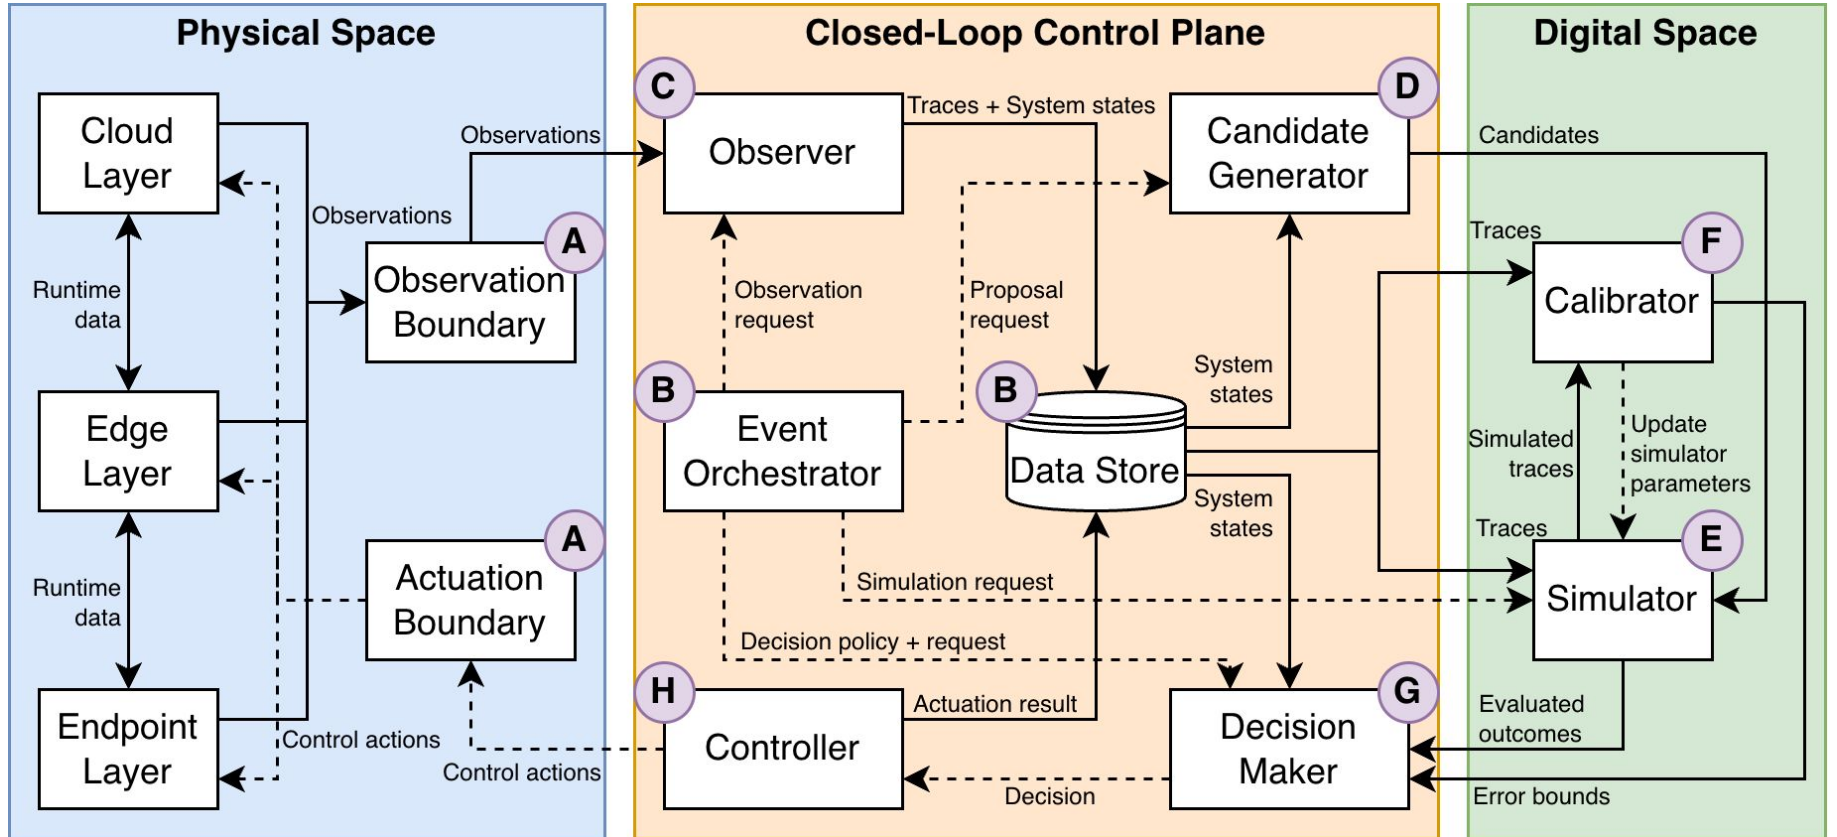 Physical Space
Closed-Loop Control Plane
Digital Space
Cloud
Layer
Runtime
data
Edge
Layer
Runtime
data
Endpoint
Layer
Observations
A
Observation
Boundary
A
Actuation
Boundary
Control actions
Control actions
Observations
C
Observer
Traces + System states
D
Candidate
Generator
Observation
request
Proposal
request
B
Event
Orchestrator
B
Data Store
System
states
System
states
Simulation request
Decision policy + request
H
Controller
Actuation result
G
Decision
Maker
Decision
Candidates
Traces
F
Calibrator
Simulated
traces
Update
simulator
parameters
Traces
E
Simulator
Evaluated
outcomes
Error bounds